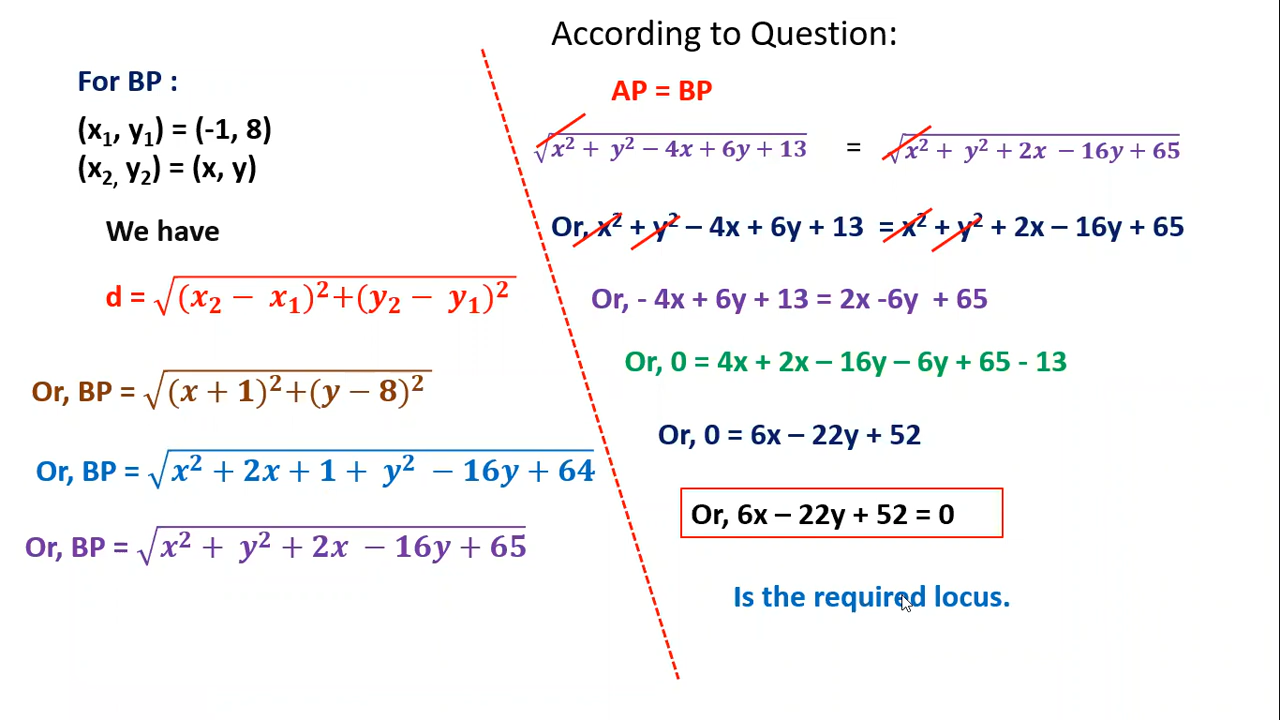 For BP :
(x₁, y₁) = (-1, 8)
(x₂, y₂) = (x, y)
We have
d = √(x₂ − x₁)²+(y₂ − y₁)²
Or, BP = √(x + 1)²+(y − 8)²
Or, BP = √x² + 2x + 1 + y² − 16y + 64
Or, BP = √x² + y² + 2x − 16y + 65
According to Question:
AP = BP
√x² + y² − 4x + 6y + 13 = √x² + y² + 2x − 16y + 65
Or, x² + y² – 4x + 6y + 13 = x² + y² + 2x – 16y + 65
Or, - 4x + 6y + 13 = 2x -6y + 65
Or, 0 = 4x + 2x – 16y – 6y + 65 - 13
Or, 0 = 6x – 22y + 52
Or, 6x – 22y + 52 = 0
Is the required locus.